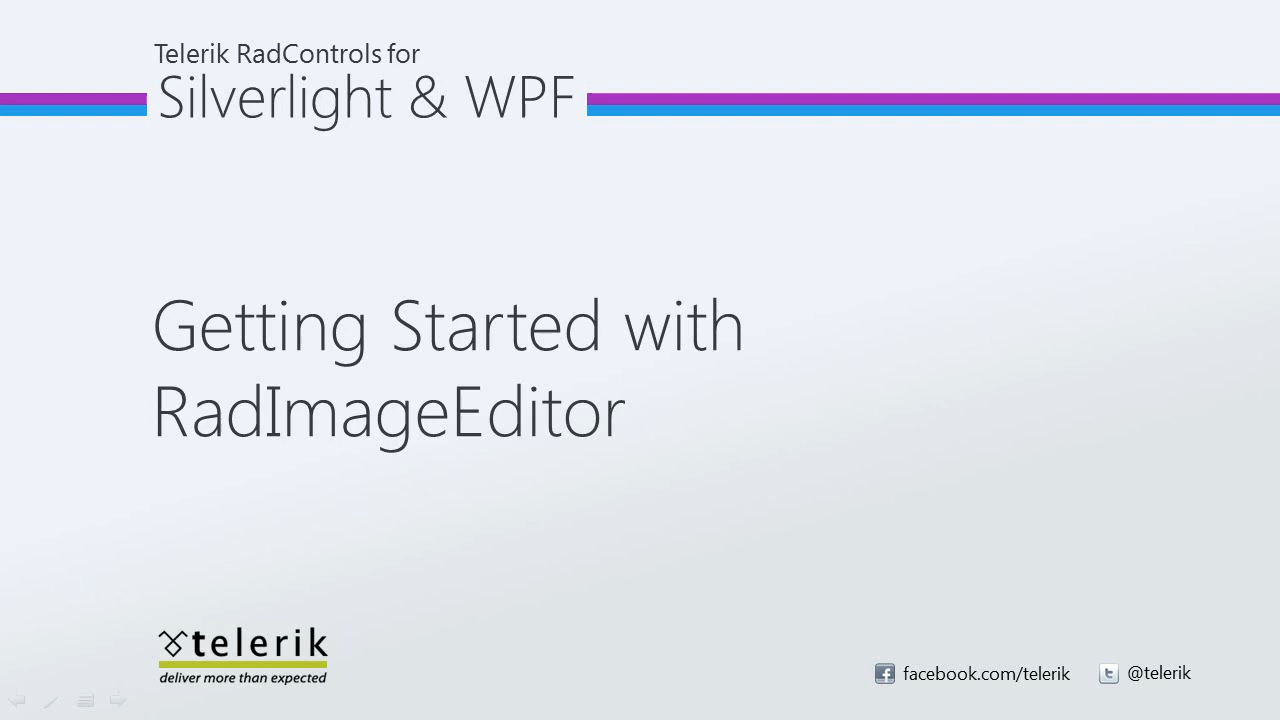 Telerik RadControls for
Silverlight & WPF
Getting Started with
RadImageEditor
telerik
deliver more than expected
facebook.com/telerik
@telerik